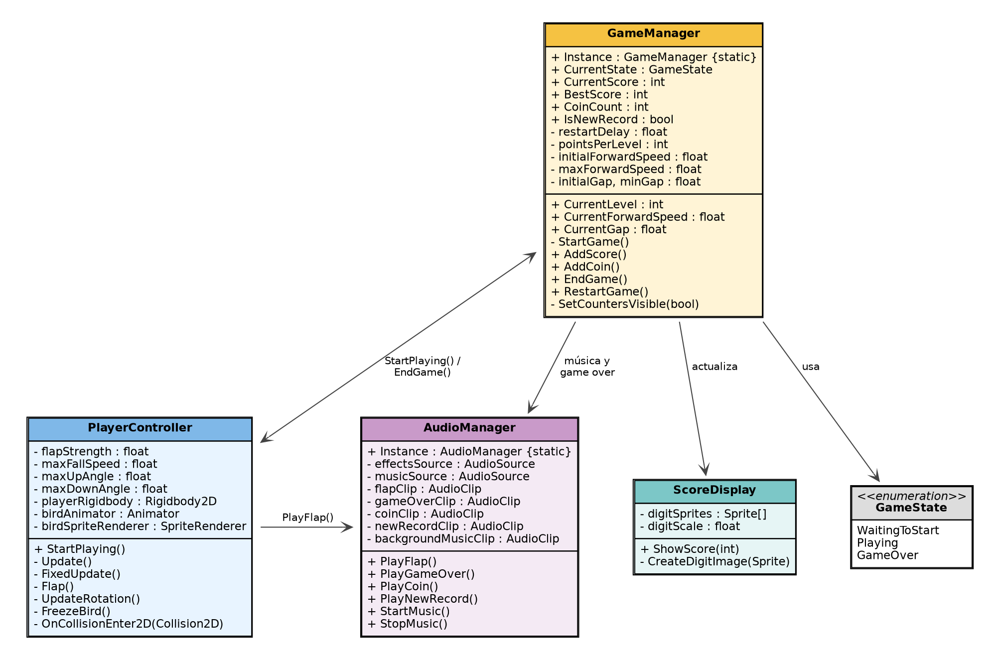 GameManager
+ Instance : GameManager {static}
+ CurrentState : GameState
+ CurrentScore : int
+ BestScore : int
+ CoinCount : int
+ IsNewRecord : bool
- restartDelay : float
- pointsPerLevel : int
- initialForwardSpeed : float
- maxForwardSpeed : float
- initialGap, minGap : float
+ CurrentLevel : int
+ CurrentForwardSpeed : float
+ CurrentGap : float
- StartGame()
+ AddScore()
+ AddCoin()
+ EndGame()
+ RestartGame()
- SetCountersVisible(bool)
StartPlaying() /
EndGame()
música y
game over
actualiza
usa
PlayerController
- flapStrength : float
- maxFallSpeed : float
- maxUpAngle : float
- maxDownAngle : float
- playerRigidbody : Rigidbody2D
- birdAnimator : Animator
- birdSpriteRenderer : SpriteRenderer
+ StartPlaying()
- Update()
- FixedUpdate()
- Flap()
- UpdateRotation()
- FreezeBird()
- OnCollisionEnter2D(Collision2D)
PlayFlap()
AudioManager
+ Instance : AudioManager {static}
- effectsSource : AudioSource
- musicSource : AudioSource
- flapClip : AudioClip
- gameOverClip : AudioClip
- coinClip : AudioClip
- newRecordClip : AudioClip
- backgroundMusicClip : AudioClip
+ PlayFlap()
+ PlayGameOver()
+ PlayCoin()
+ PlayNewRecord()
+ StartMusic()
+ StopMusic()
ScoreDisplay
- digitSprites : Sprite[]
- digitScale : float
+ ShowScore(int)
- CreateDigitImage(Sprite)
<<enumeration>>
GameState
WaitingToStart
Playing
GameOver